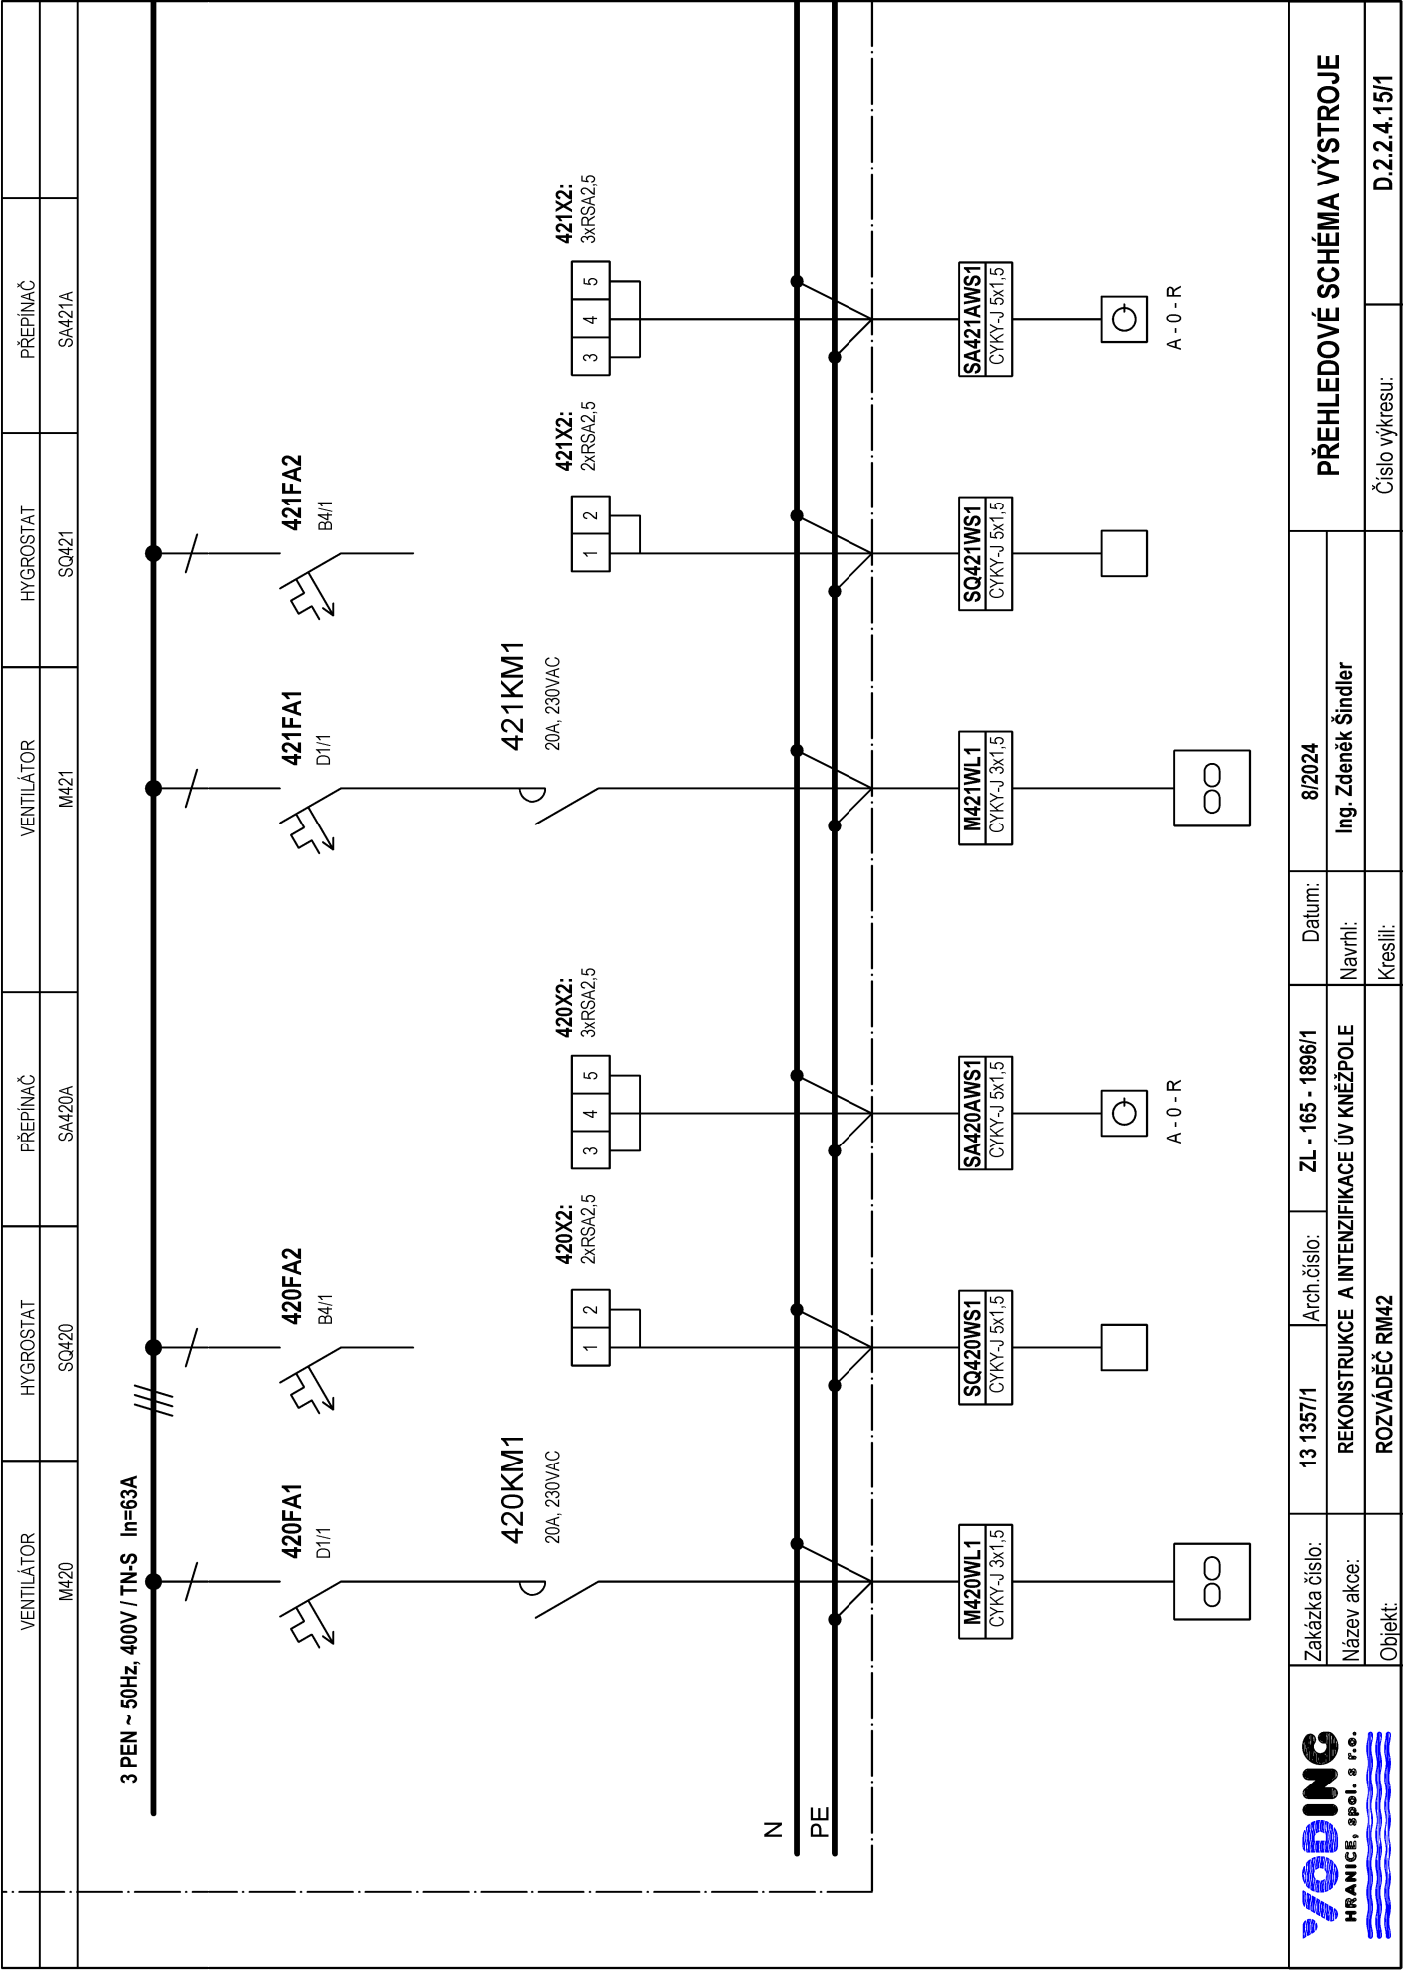 VENTILÁTOR
HYGROSTAT
PŘEPÍNAČ
VENTILÁTOR
HYGROSTAT
PŘEPÍNAČ
M420
SQ420
SA420A
M421
SQ421
SA421A
3 PEN ~ 50Hz, 400V / TN-S In=63A
420FA1
D1/1
420FA2
B4/1
421FA1
D1/1
421FA2
B4/1
420KM1
20A, 230VAC
421KM1
20A, 230VAC
420X2:
2xRSA2,5
1 2
420X2:
3xRSA2,5
3 4 5
421X2:
2xRSA2,5
1 2
421X2:
3xRSA2,5
3 4 5
N
PE
M420WL1
CYKY-J 3x1,5
SQ420WS1
CYKY-J 5x1,5
SA420AWS1
CYKY-J 5x1,5
M421WL1
CYKY-J 3x1,5
SQ421WS1
CYKY-J 5x1,5
SA421AWS1
CYKY-J 5x1,5
A - 0 - R
A - 0 - R
VODING
HRANICE, spol. s r.o.
Zakázka číslo: 13 1357/1 Arch.číslo: ZL - 165 - 1896/1 Datum: 8/2024
Název akce: REKONSTRUKCE A INTENZIFIKACE ÚV KNĚŽPOLE Navrhl: Ing. Zdeněk Šindler
Objekt: ROZVÁDĚČ RM42 Kreslil:
PŘEHLEDOVÉ SCHÉMA VÝSTROJE
Číslo výkresu: D.2.2.4.15/1